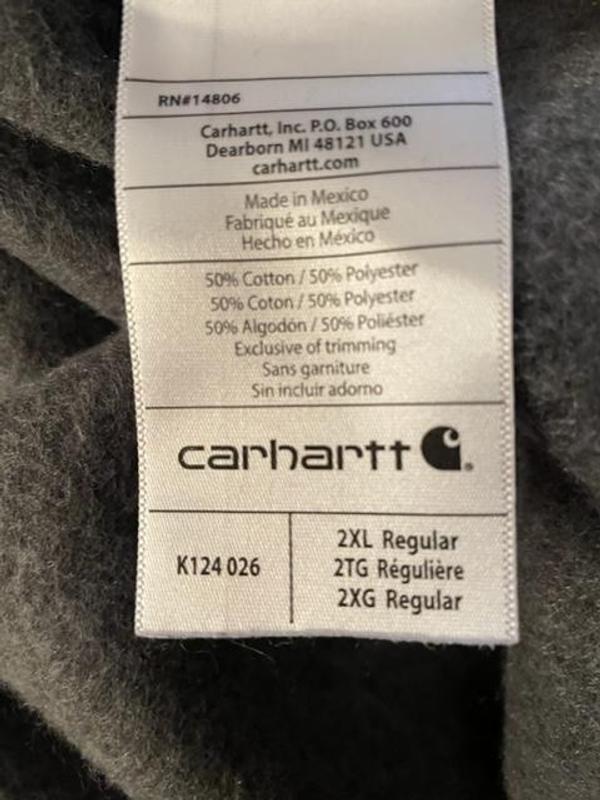 RN#14806
Carhartt, Inc. P.O. Box 600
Dearborn MI 48121 USA
carhartt.com
Made in Mexico
Fabriqué au Mexique
Hecho en México
50% Cotton / 50% Polyester
50% Coton / 50% Polyester
50% Algodón / 50% Poliéster
Exclusive of trimming
Sans garniture
Sin incluir adorno
carhartt
K124 026
2XL Regular
2TG Régulière
2XG Regular